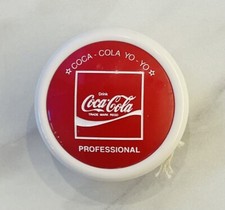 ☆ COCA - COLA YO - YO ☆
Drink
Coca-Cola
TRADE MARK REGD
PROFESSIONAL